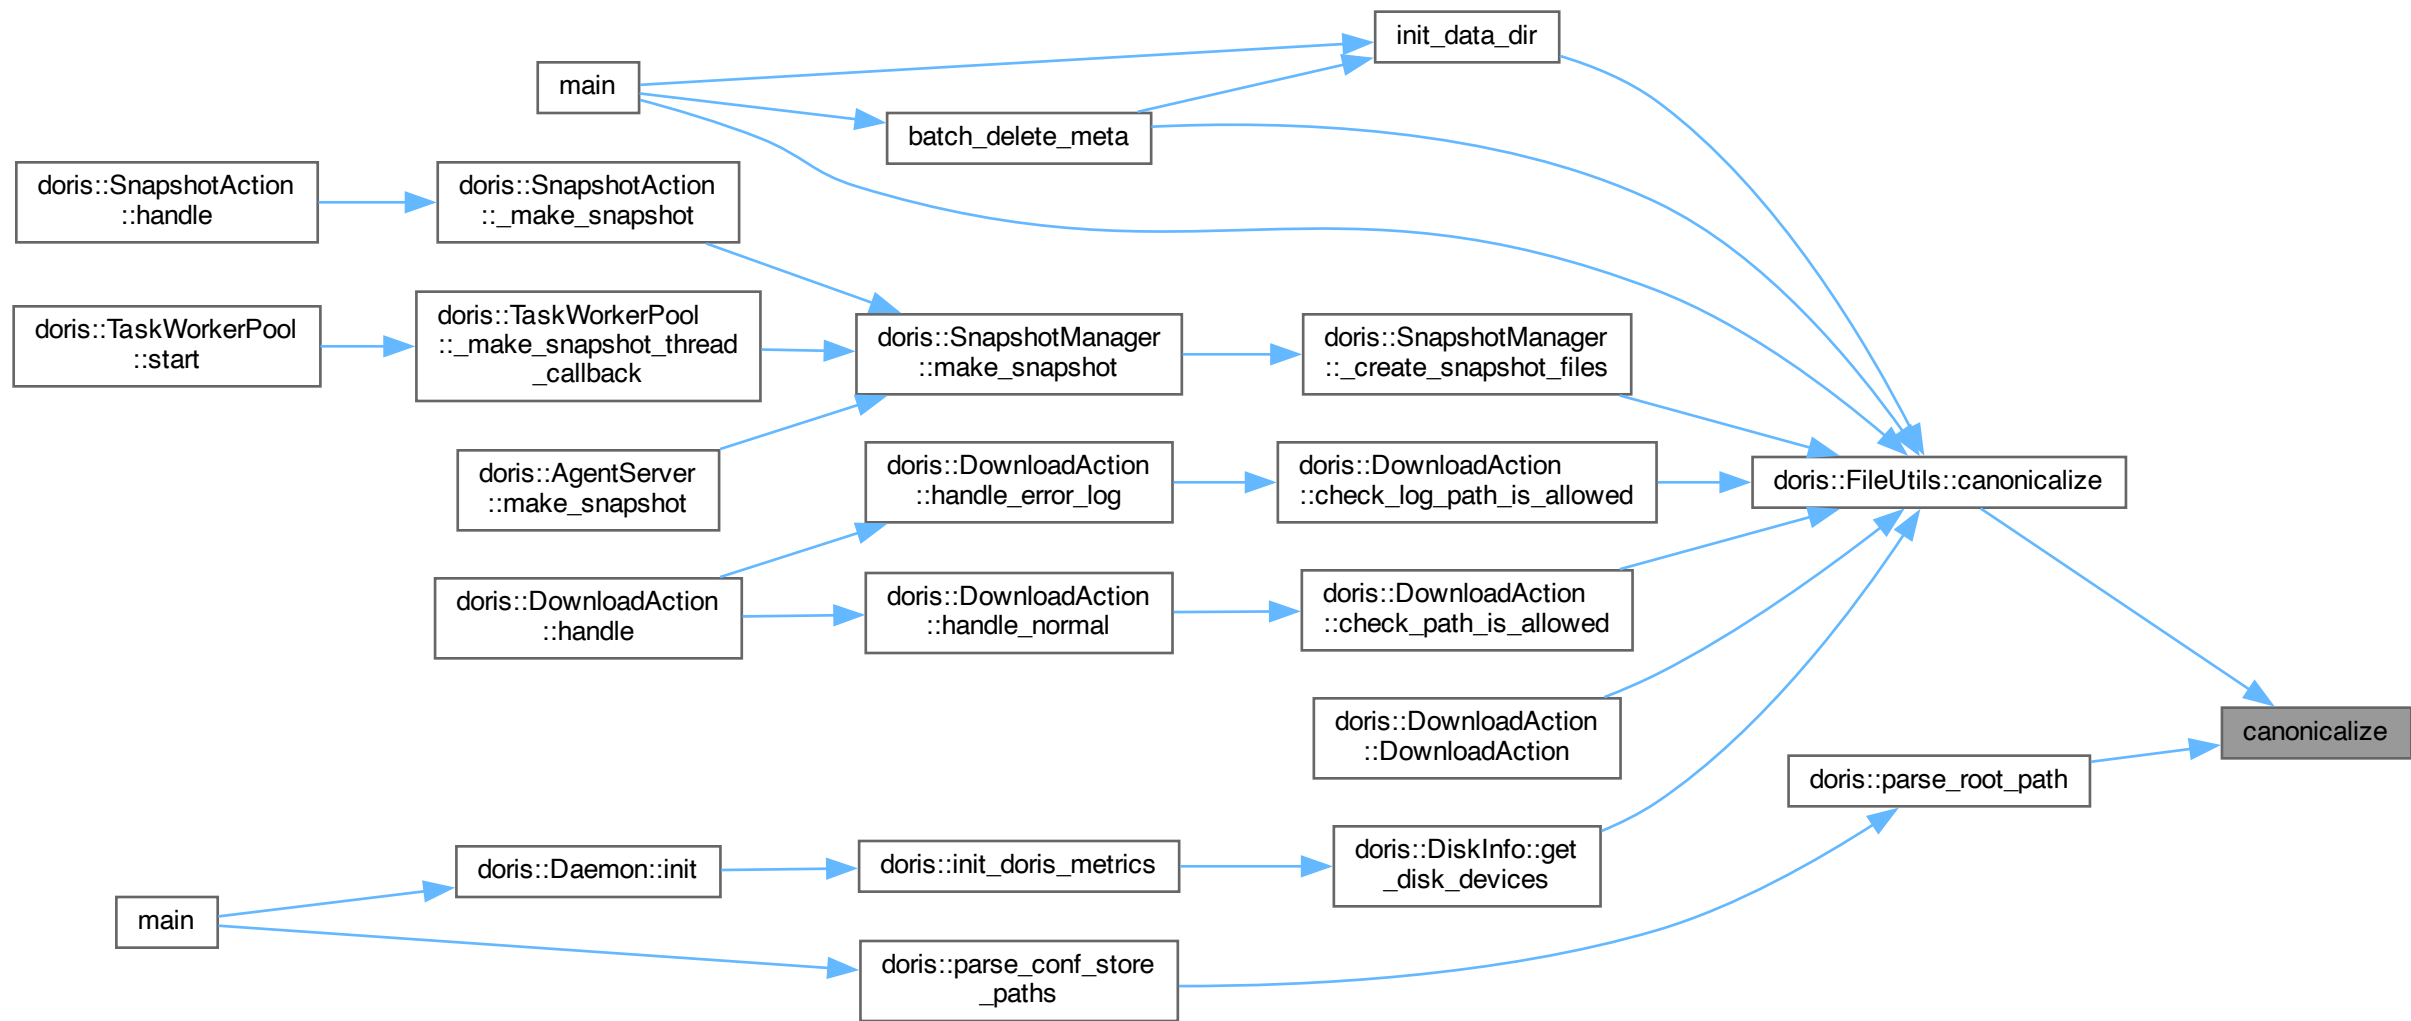 init_data_dir
main
batch_delete_meta
doris::SnapshotAction
::handle
doris::SnapshotAction
::_make_snapshot
doris::TaskWorkerPool
::start
doris::TaskWorkerPool
::_make_snapshot_thread
_callback
doris::SnapshotManager
::make_snapshot
doris::SnapshotManager
::_create_snapshot_files
doris::AgentServer
::make_snapshot
doris::DownloadAction
::handle_error_log
doris::DownloadAction
::check_log_path_is_allowed
doris::FileUtils::canonicalize
doris::DownloadAction
::handle
doris::DownloadAction
::handle_normal
doris::DownloadAction
::check_path_is_allowed
doris::DownloadAction
::DownloadAction
canonicalize
doris::parse_root_path
doris::Daemon::init
doris::init_doris_metrics
doris::DiskInfo::get
_disk_devices
main
doris::parse_conf_store
_paths